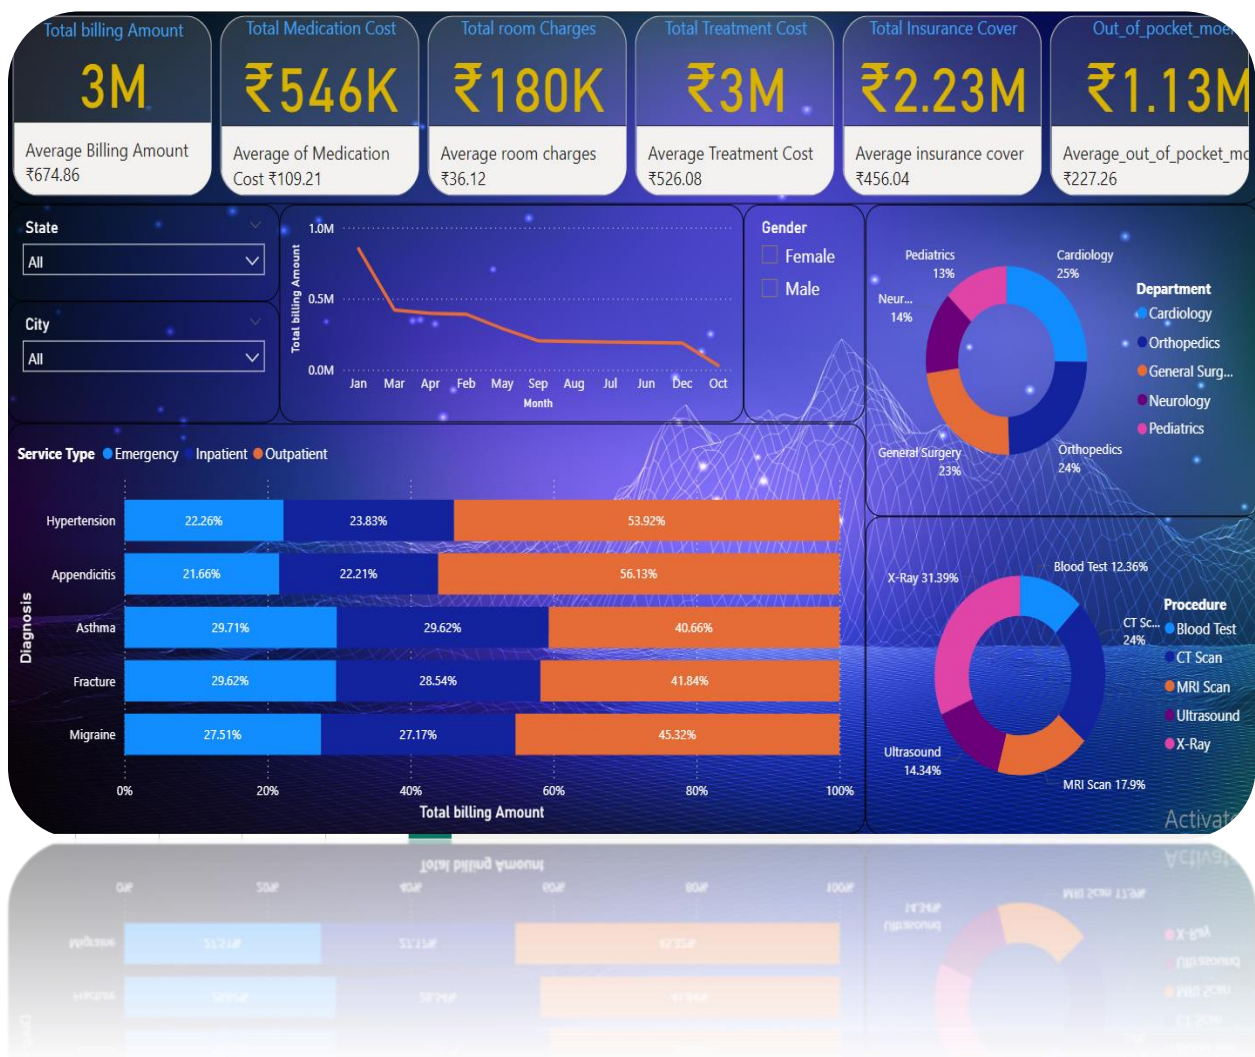 Total billing Amount
3M
Average Billing Amount
₹674.86
Total Medication Cost
₹546K
Average of Medication
Cost ₹109.21
Total room Charges
₹180K
Average room charges
₹36.12
Total Treatment Cost
₹3M
Average Treatment Cost
₹526.08
Total Insurance Cover
₹2.23M
Average insurance cover
₹456.04
Out_of_pocket_moe
₹1.13M
Average_out_of_pocket_mo
₹227.26
State
All
City
All
Total billing Amount
1.0M
0.5M
0.0M
Jan Mar Apr Feb May Sep Aug Jul Jun Dec Oct
Month
Gender
Female
Male
Pediatrics
13%
Cardiology
25%
Neur...
14%
General Surgery
23%
Orthopedics
24%
Department
Cardiology
Orthopedics
General Surg...
Neurology
Pediatrics
Service Type Emergency Inpatient Outpatient
Diagnosis
Hypertension 22.26% 23.83% 53.92%
Appendicitis 21.66% 22.21% 56.13%
Asthma 29.71% 29.62% 40.66%
Fracture 29.62% 28.54% 41.84%
Migraine 27.51% 27.17% 45.32%
0% 20% 40% 60% 80% 100%
Total billing Amount
X-Ray 31.39%
Blood Test 12.36%
CT Sc...
24%
Ultrasound
14.34%
MRI Scan 17.9%
Procedure
Blood Test
CT Scan
MRI Scan
Ultrasound
X-Ray
Activat